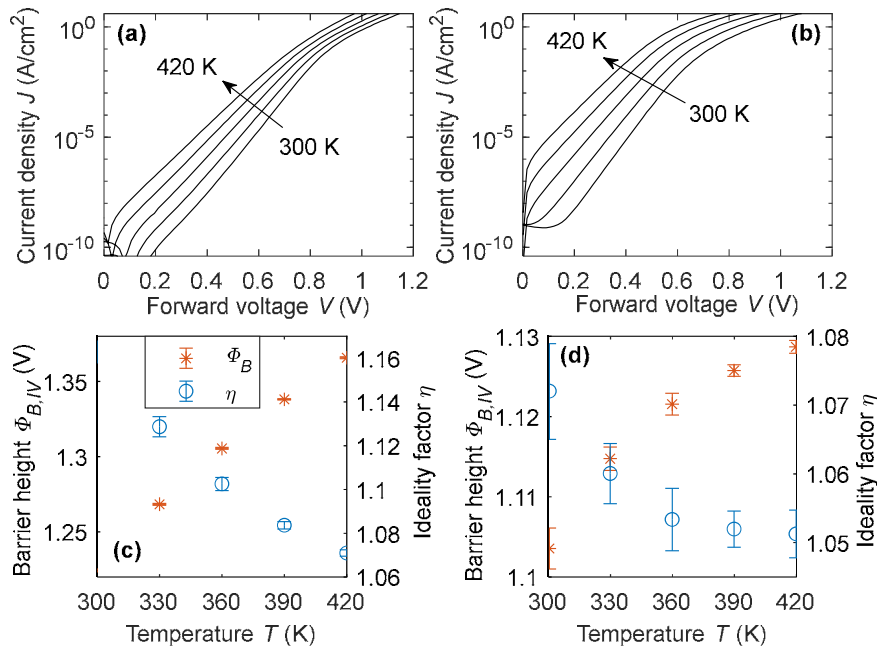 (a)
420 K
300 K
Current density J (A/cm²)
10⁰
10⁻⁵
10⁻¹⁰
0 0.2 0.4 0.6 0.8 1 1.2
Forward voltage V (V)
(b)
420 K
300 K
Current density J (A/cm²)
10⁰
10⁻⁵
10⁻¹⁰
0 0.2 0.4 0.6 0.8 1 1.2
Forward voltage V (V)
Φ_B
η
(c)
Barrier height Φ_B,IV (V)
1.35
1.3
1.25
Ideality factor η
1.16
1.14
1.12
1.1
1.08
1.06
300 330 360 390 420
Temperature T (K)
(d)
Barrier height Φ_B,IV (V)
1.13
1.12
1.11
1.1
Ideality factor η
1.08
1.07
1.06
1.05
300 330 360 390 420
Temperature T (K)